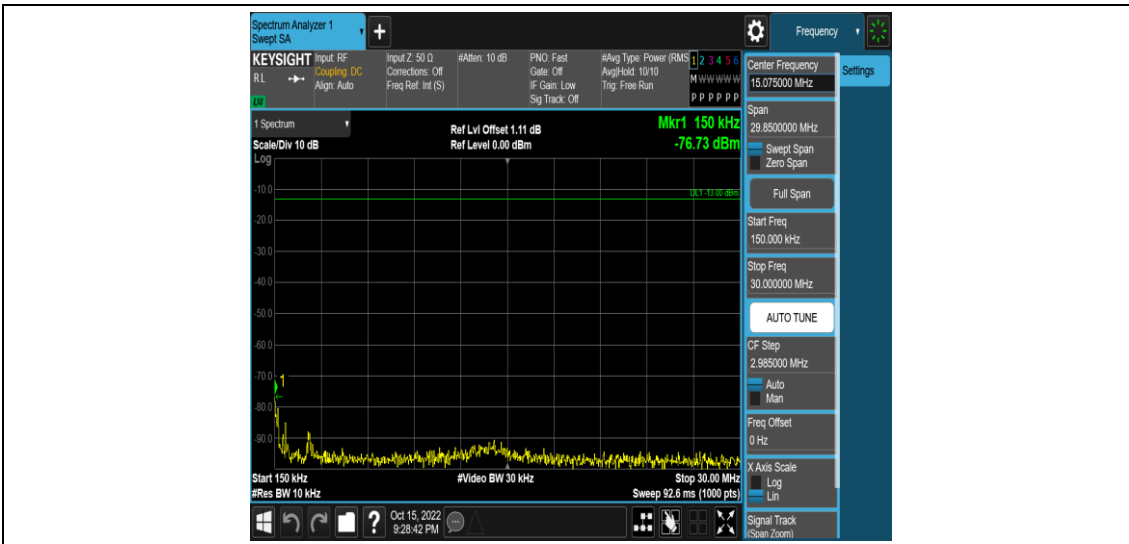 Spectrum Analyzer 1
Swept SA
+
Frequency
KEYSIGHT
R L
LW
Input: RF
Coupling: DC
Align: Auto
Input Z: 50 Ω
Corrections: Off
Freq Ref: Int (S)
#Atten: 10 dB
PNO: Fast
Gate: Off
IF Gain: Low
Sig Track: Off
#Avg Type: Power (RMS
Avg|Hold: 10/10
Trig: Free Run
1 2 3 4 5 6
M W W W W W
P P P P P P
1 Spectrum
Scale/Div 10 dB
Log
Ref Lvl Offset 1.11 dB
Ref Level 0.00 dBm
Mkr1 150 kHz
-76.73 dBm
DL1 -13.00 dBm
-10.0
-20.0
-30.0
-40.0
-50.0
-60.0
-70.0
1
-80.0
-90.0
Start 150 kHz
#Video BW 30 kHz
Stop 30.00 MHz
#Res BW 10 kHz
Sweep 92.6 ms (1000 pts)
?
Oct 15, 2022
9:28:42 PM
Center Frequency
15.075000 MHz
Settings
Span
29.8500000 MHz
Swept Span
Zero Span
Full Span
Start Freq
150.000 kHz
Stop Freq
30.000000 MHz
AUTO TUNE
CF Step
2.985000 MHz
Auto
Man
Freq Offset
0 Hz
X Axis Scale
Log
Lin
Signal Track
(Span Zoom)